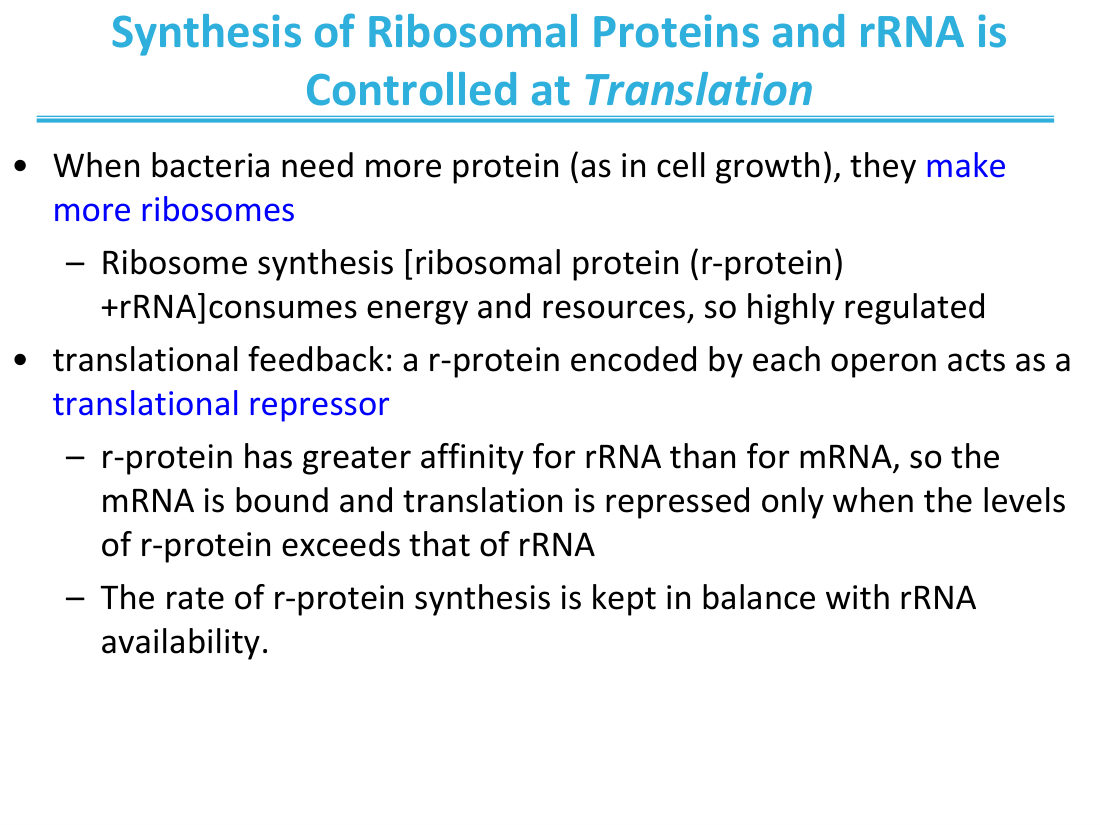 Synthesis of Ribosomal Proteins and rRNA is
Controlled at Translation
• When bacteria need more protein (as in cell growth), they make
more ribosomes
– Ribosome synthesis [ribosomal protein (r-protein)
+rRNA]consumes energy and resources, so highly regulated
• translational feedback: a r-protein encoded by each operon acts as a
translational repressor
– r-protein has greater affinity for rRNA than for mRNA, so the
mRNA is bound and translation is repressed only when the levels
of r-protein exceeds that of rRNA
– The rate of r-protein synthesis is kept in balance with rRNA
availability.